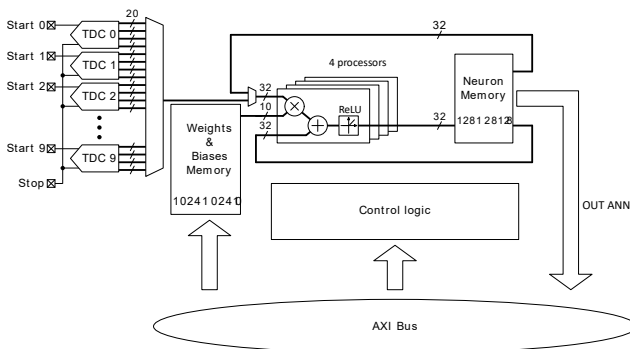 Start 0
TDC 0
20
Start 1
TDC 1
Start 2
TDC 2
Start 9
TDC 9
Stop
32
4 processors
32
10
32
ReLU
32
Neuron
Memory
Weights
&
Biases
Memory
Control logic
OUT ANN
AXI Bus